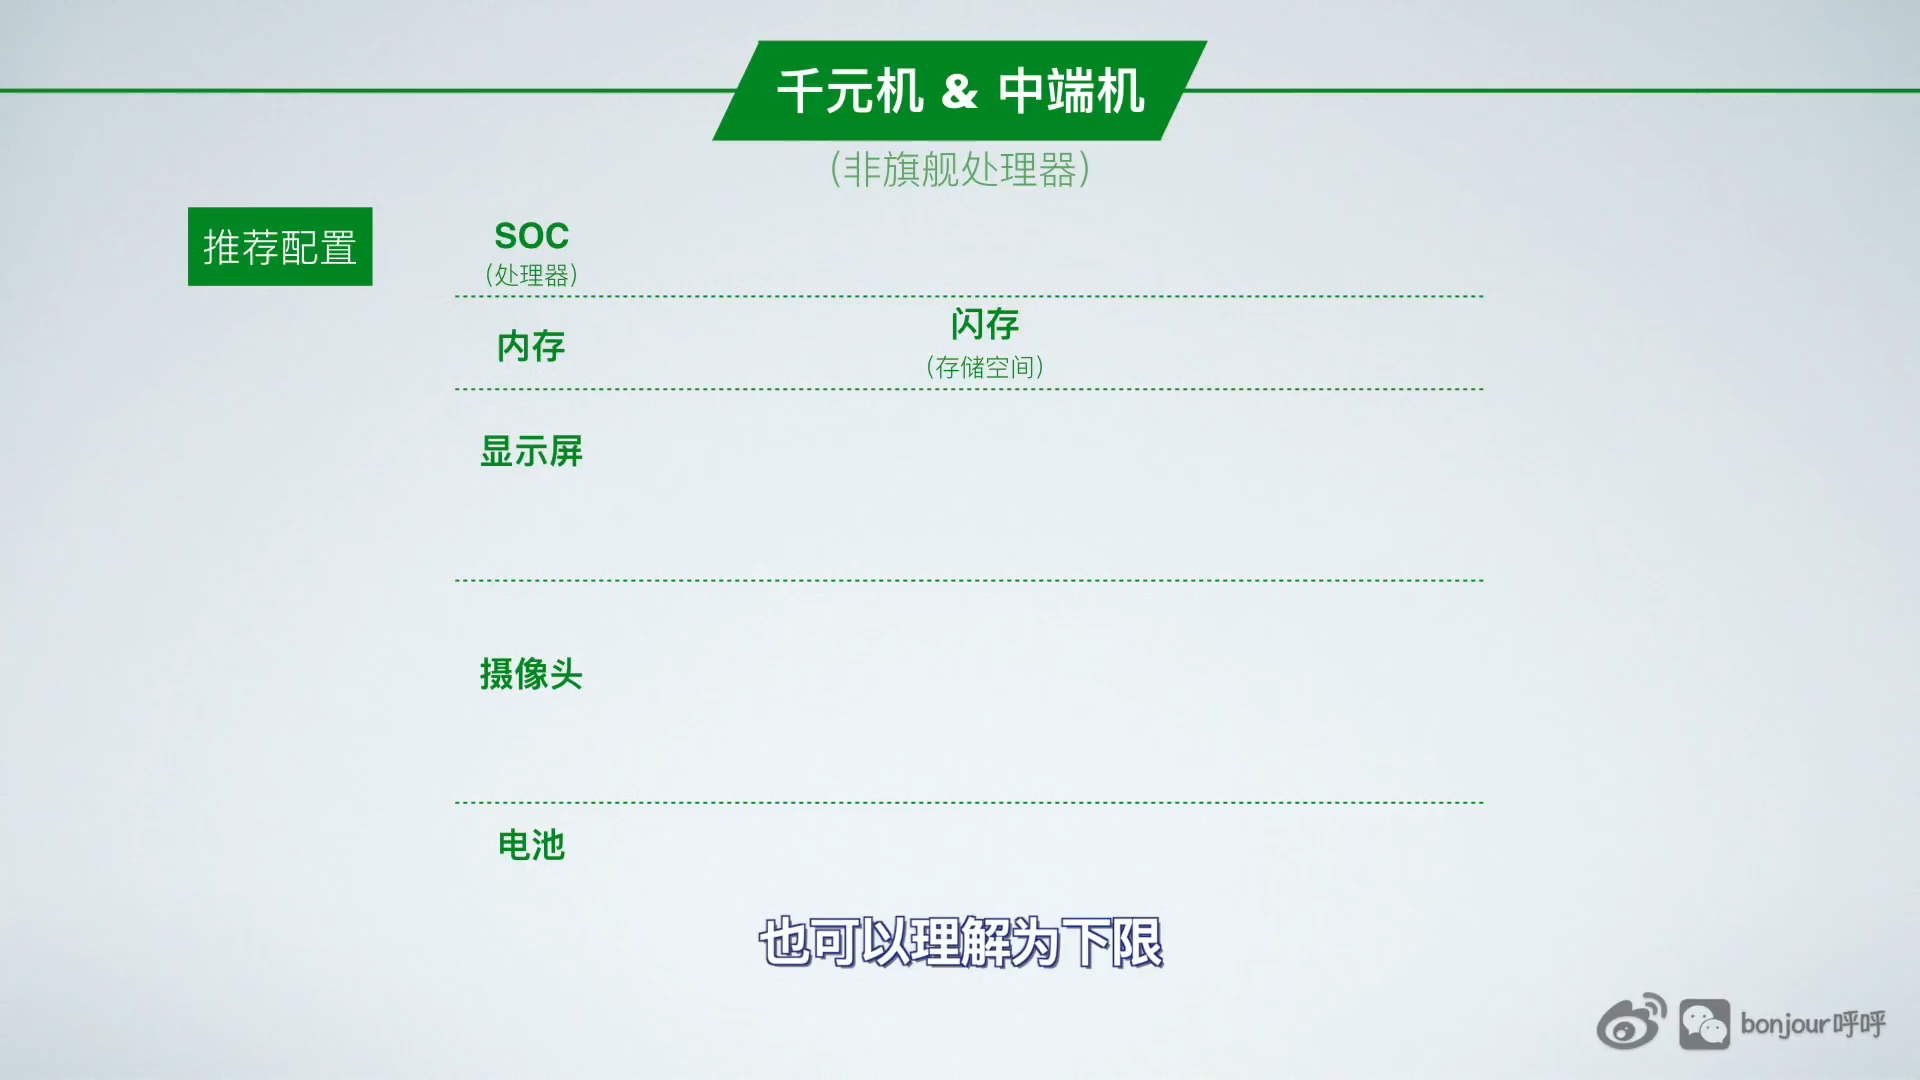 千元机 & 中端机
(非旗舰处理器)
推荐配置
SOC
(处理器)
内存
闪存
(存储空间)
显示屏
摄像头
电池
也可以理解为下限
bonjour呼呼